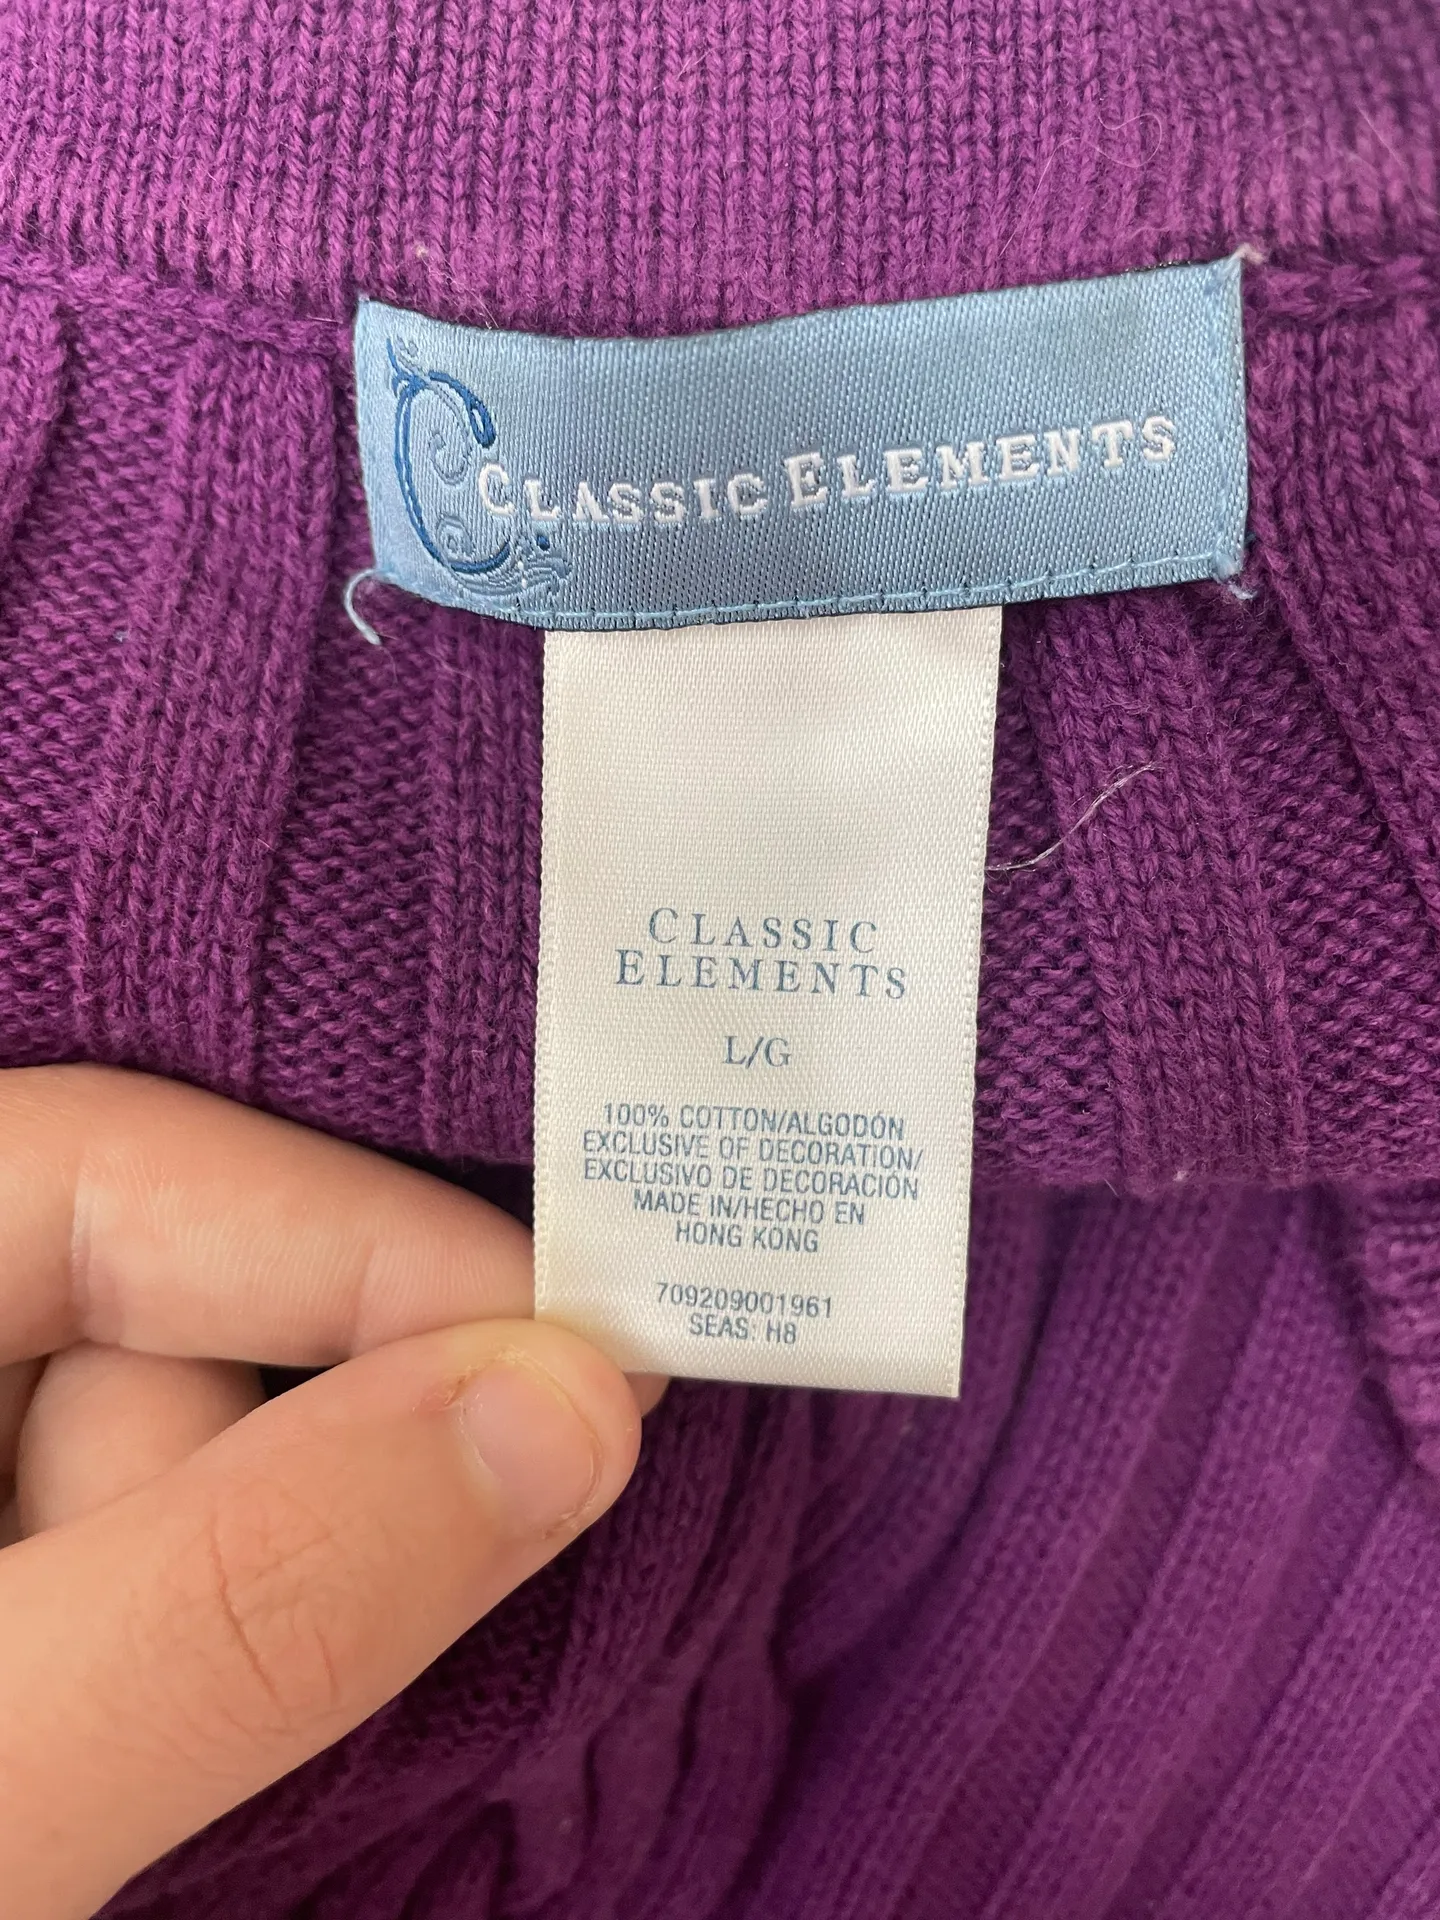 CLASSIC ELEMENTS
CLASSIC
ELEMENTS
L/G
100% COTTON/ALGODÓN
EXCLUSIVE OF DECORATION/
EXCLUSIVO DE DECORACION
MADE IN/HECHO EN
HONG KONG
709209001961
SEAS: H8